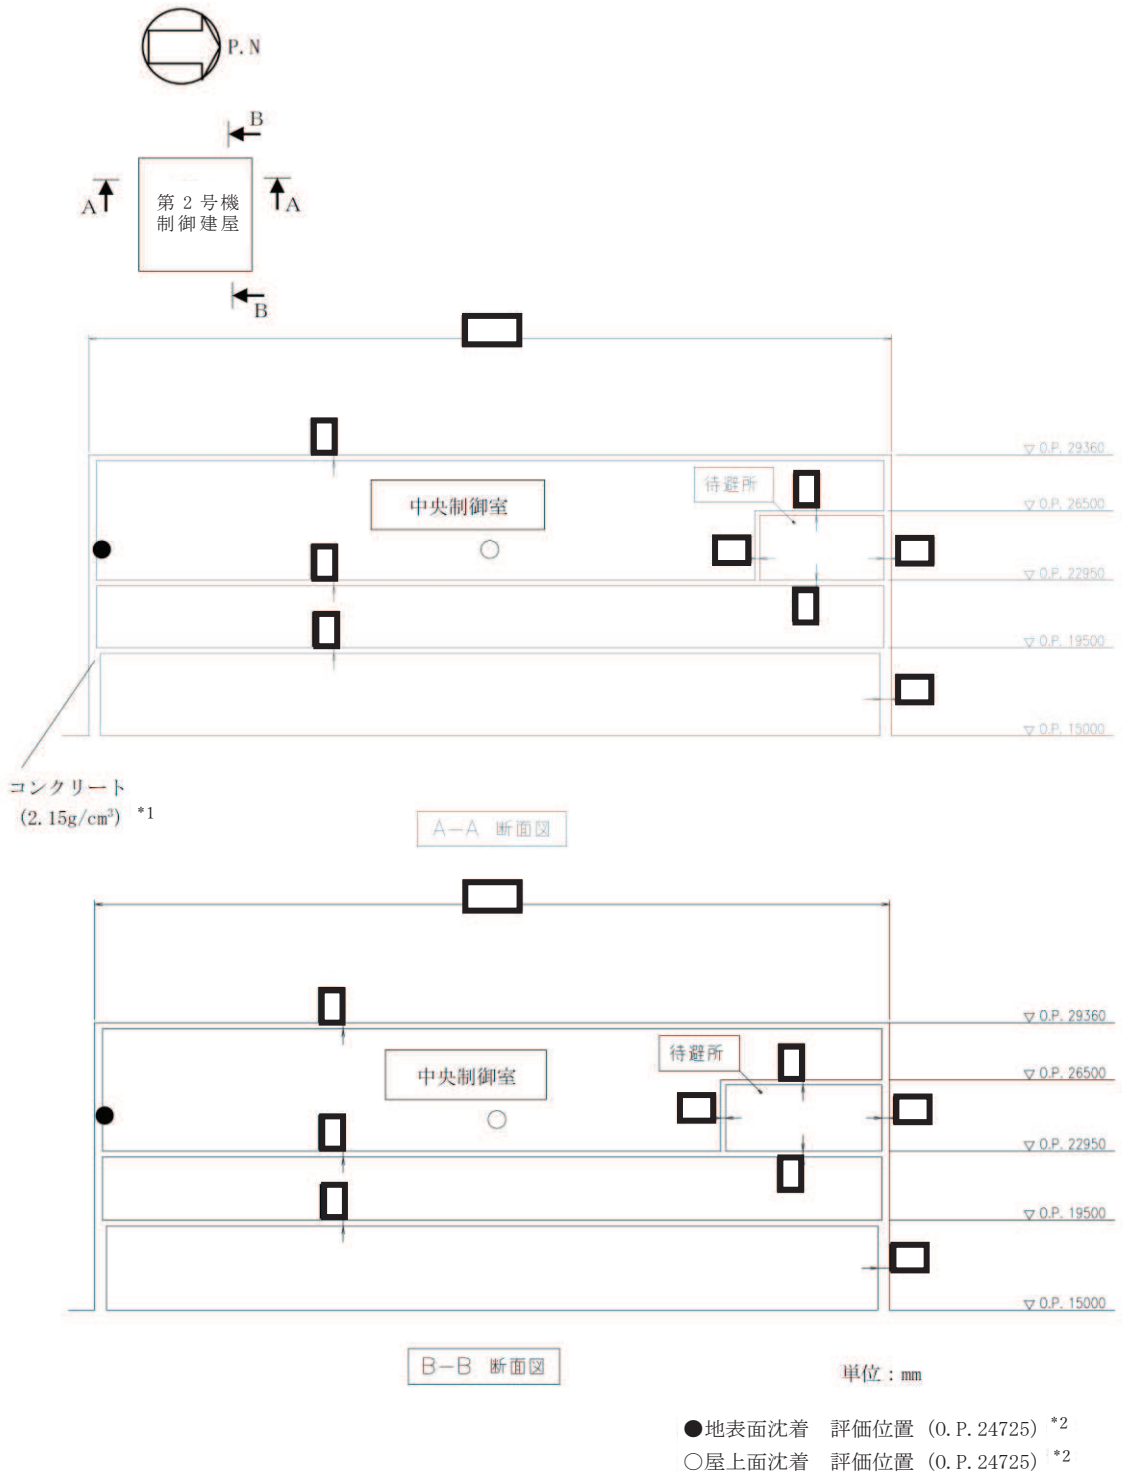 P.N
B
A
A
第２号機
制御建屋
B
▽ O.P. 29360
待避所
▽ O.P. 26500
中央制御室
▽ O.P. 22950
▽ O.P. 19500
▽ O.P. 15000
コンクリート
(2.15g/cm³) *1
A－A 断面図
▽ O.P. 29360
待避所
▽ O.P. 26500
中央制御室
▽ O.P. 22950
▽ O.P. 19500
▽ O.P. 15000
B－B 断面図
単位：mm
●地表面沈着　評価位置（O.P.24725）*2
○屋上面沈着　評価位置（O.P.24725）*2